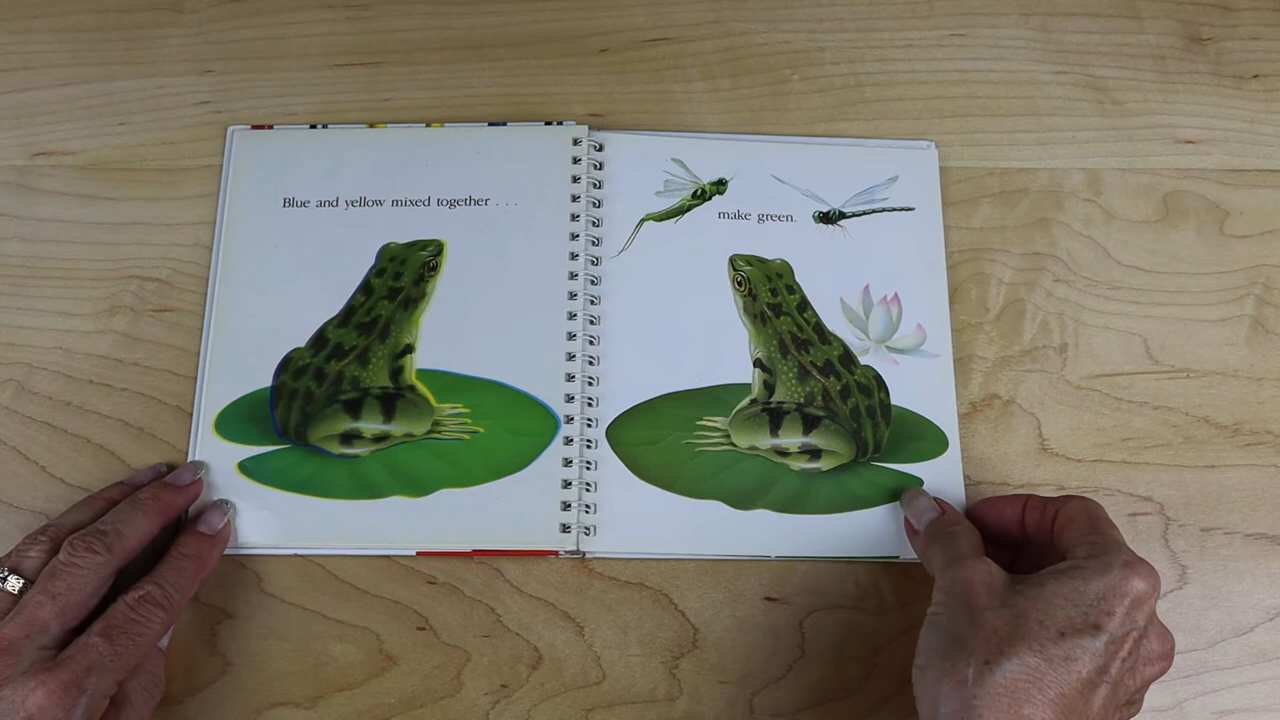 Blue and yellow mixed together . . .
make green.